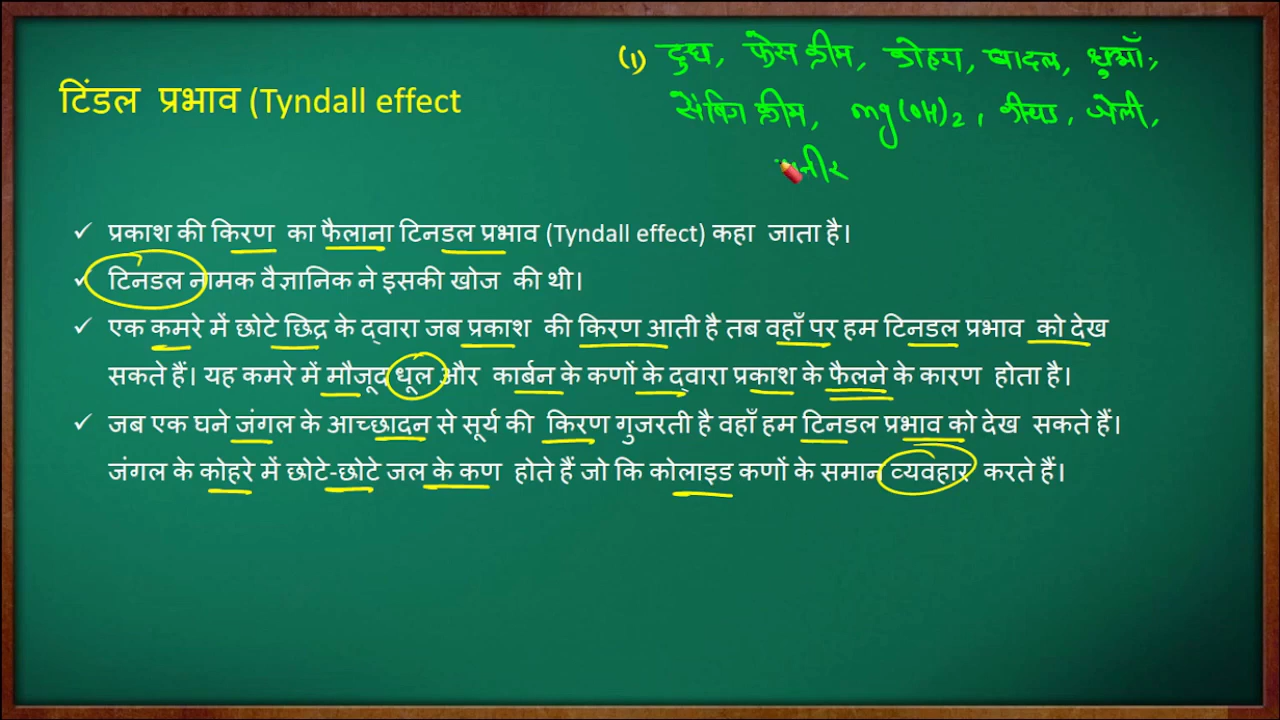 (1) दुध, फेस क्रीम, कोहरा, बादल, धुआँ,
सेविंग क्रीम, mg(OH)2, कीचड, जेली,
टिंडल प्रभाव (Tyndall effect
✓ प्रकाश की किरण का फैलाना टिनडल प्रभाव (Tyndall effect) कहा जाता है।
✓ टिनडल नामक वैज्ञानिक ने इसकी खोज की थी।
✓ एक कमरे में छोटे छिद्र के द्वारा जब प्रकाश की किरण आती है तब वहाँ पर हम टिनडल प्रभाव को देख
सकते हैं। यह कमरे में मौजूद धूल और कार्बन के कणों के द्वारा प्रकाश के फैलने के कारण होता है।
✓ जब एक घने जंगल के आच्छादन से सूर्य की किरण गुजरती है वहाँ हम टिनडल प्रभाव को देख सकते हैं।
जंगल के कोहरे में छोटे-छोटे जल के कण होते हैं जो कि कोलाइड कणों के समान व्यवहार करते हैं।